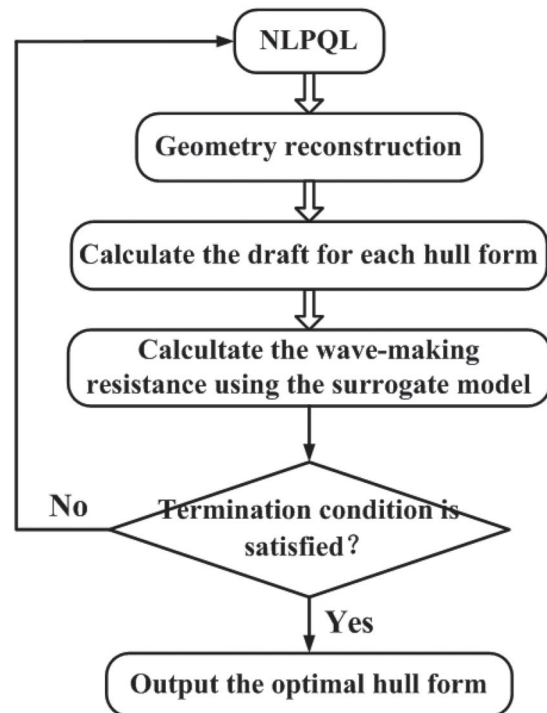 NLPQL
Geometry reconstruction
Calculate the draft for each hull form
Calcultate the wave-making
resistance using the surrogate model
No
Termination condition is
satisfied？
Yes
Output the optimal hull form